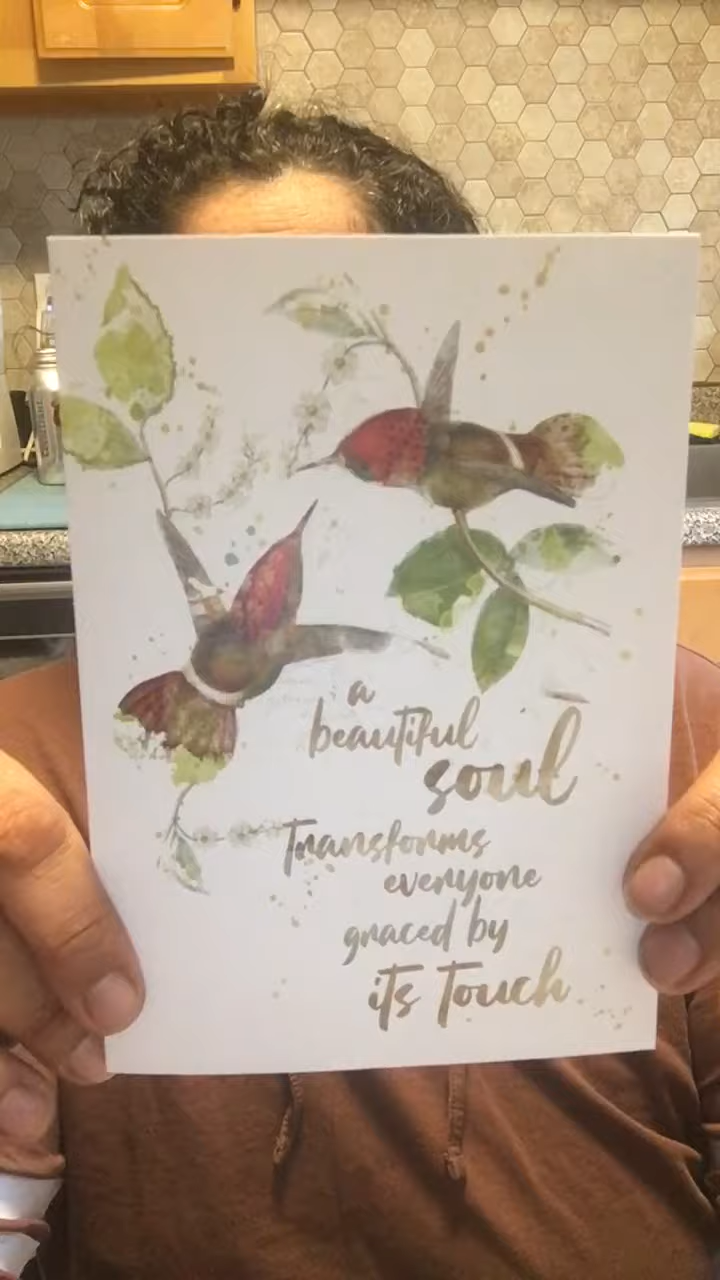 a
beautiful
soul
Transforms
everyone
graced by
its Touch